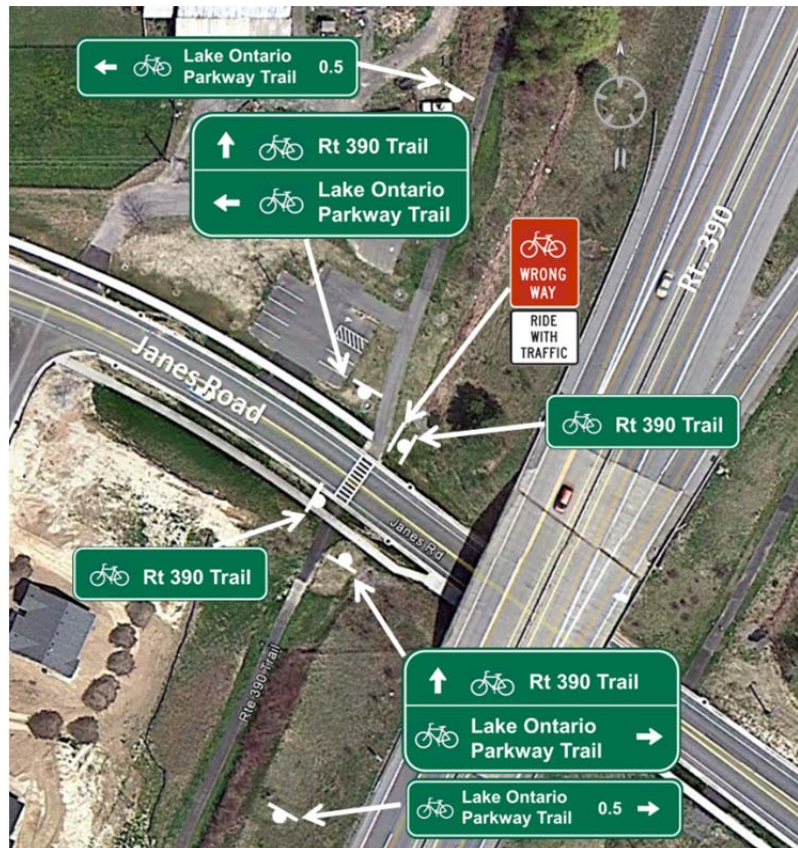 Lake Ontario
Parkway Trail 0.5
Rt 390 Trail
Lake Ontario
Parkway Trail
WRONG
WAY
RIDE
WITH
TRAFFIC
Rt. 390
Janes Road
Rt 390 Trail
Janes Rd
Rt 390 Trail
Rte 390 Trail
Rt 390 Trail
Lake Ontario
Parkway Trail
Lake Ontario
Parkway Trail 0.5